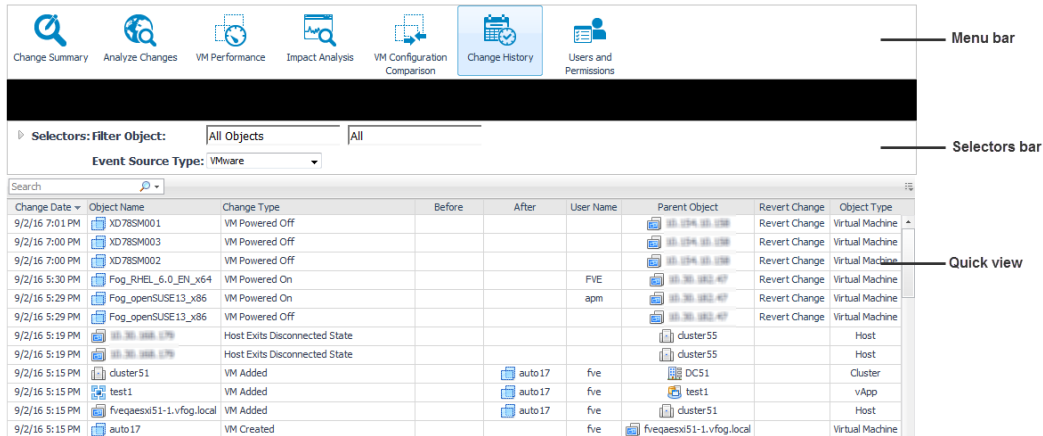 Change Summary
Analyze Changes
VM Performance
Impact Analysis
VM Configuration
Comparison
Change History
Users and
Permissions
Menu bar
Selectors: Filter Object: All Objects All
Event Source Type: VMware
Selectors bar
Search
Change Date Object Name Change Type Before After User Name Parent Object Revert Change Object Type
9/2/16 7:01 PM XD78SM001 VM Powered Off Revert Change Virtual Machine
9/2/16 7:00 PM XD78SM003 VM Powered Off Revert Change Virtual Machine
9/2/16 7:00 PM XD78SM002 VM Powered Off Revert Change Virtual Machine
Quick view
9/2/16 5:30 PM Fog_RHEL_6.0_EN_x64 VM Powered On FVE Revert Change Virtual Machine
9/2/16 5:29 PM Fog_openSUSE13_x86 VM Powered On apm Revert Change Virtual Machine
9/2/16 5:29 PM Fog_openSUSE13_x86 VM Powered Off Revert Change Virtual Machine
9/2/16 5:19 PM Host Exits Disconnected State cluster55 Host
9/2/16 5:19 PM Host Exits Disconnected State cluster55 Host
9/2/16 5:15 PM cluster51 VM Added auto17 fve DC51 Cluster
9/2/16 5:15 PM test1 VM Added auto17 fve test1 vApp
9/2/16 5:15 PM fveqaesxi51-1.vfog.local VM Added auto17 fve cluster51 Host
9/2/16 5:15 PM auto17 VM Created fve fveqaesxi51-1.vfog.local Virtual Machine